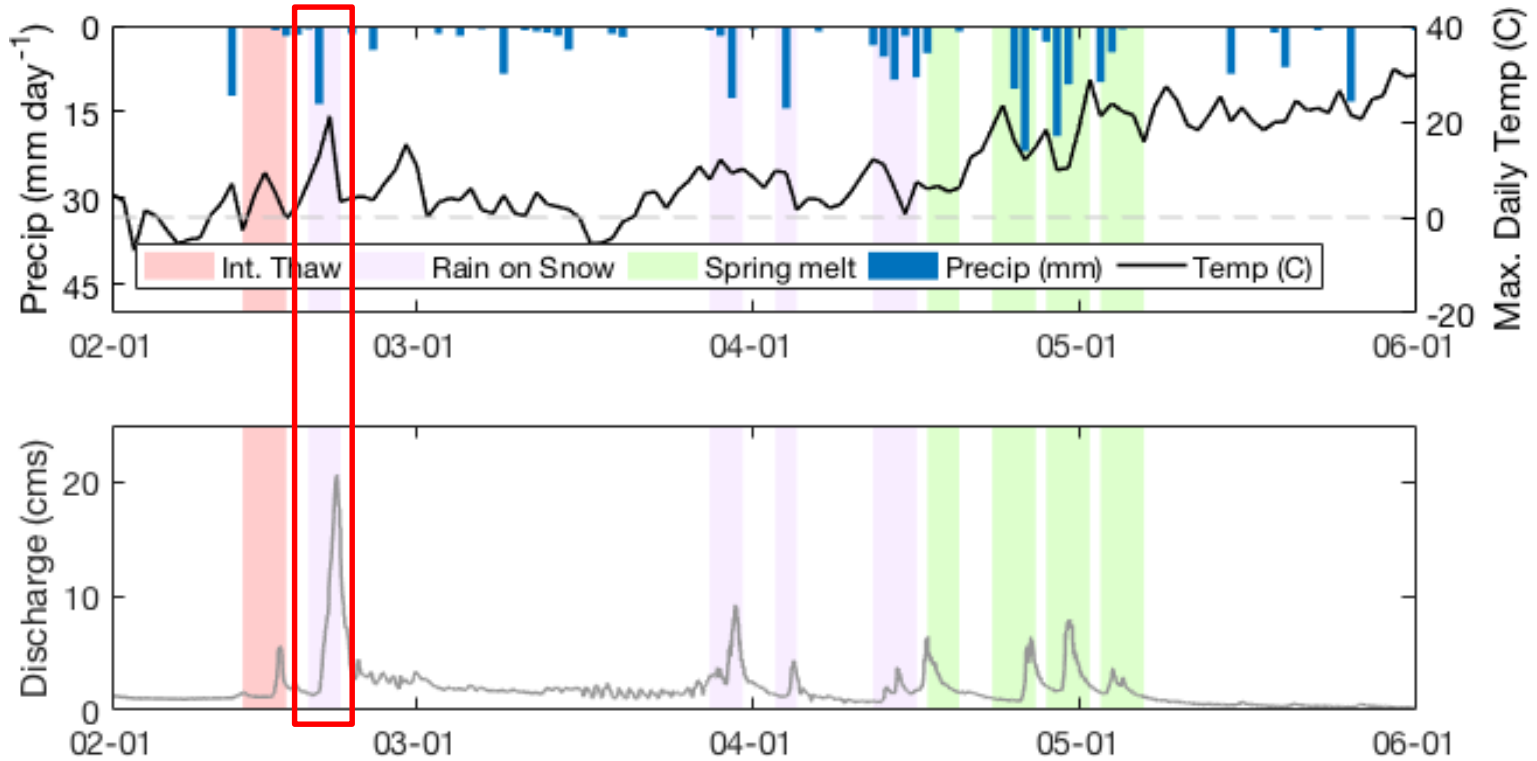 Precip (mm day⁻¹)
0
15
30
45
40
20
0
-20
Max. Daily Temp (C)
Int. Thaw Rain on Snow Spring melt Precip (mm) Temp (C)
02-01 03-01 04-01 05-01 06-01
Discharge (cms)
20
10
0
02-01 03-01 04-01 05-01 06-01